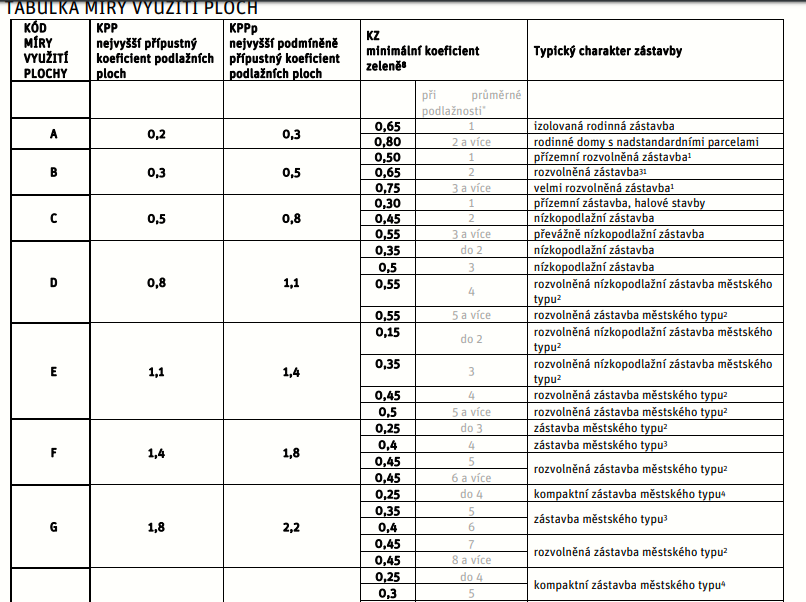 TABULKA MÍRY VYUŽITÍ PLOCH
KÓD MÍRY VYUŽITÍ PLOCHY | KPP nejvyšší přípustný koeficient podlažních ploch | KPPp nejvyšší podmíněně přípustný koeficient podlažních ploch | KZ minimální koeficient zeleně⁸ | Typický charakter zástavby
při průměrné podlažnosti*
A | 0,2 | 0,3 | 0,65 | 1 | izolovaná rodinná zástavba
0,80 | 2 a více | rodinné domy s nadstandardními parcelami
B | 0,3 | 0,5 | 0,50 | 1 | přízemní rozvolněná zástavba¹
0,65 | 2 | rozvolněná zástavba³¹
0,75 | 3 a více | velmi rozvolněná zástavba¹
C | 0,5 | 0,8 | 0,30 | 1 | přízemní zástavba, halové stavby
0,45 | 2 | nízkopodlažní zástavba
0,55 | 3 a více | převážně nízkopodlažní zástavba
D | 0,8 | 1,1 | 0,35 | do 2 | nízkopodlažní zástavba
0,5 | 3 | nízkopodlažní zástavba
0,55 | 4 | rozvolněná nízkopodlažní zástavba městského typu²
0,55 | 5 a více | rozvolněná zástavba městského typu²
E | 1,1 | 1,4 | 0,15 | do 2 | rozvolněná nízkopodlažní zástavba městského typu²
0,35 | 3 | rozvolněná nízkopodlažní zástavba městského typu²
0,45 | 4 | rozvolněná zástavba městského typu²
0,5 | 5 a více | rozvolněná zástavba městského typu²
F | 1,4 | 1,8 | 0,25 | do 3 | zástavba městského typu²
0,4 | 4 | zástavba městského typu³
0,45 | 5 | rozvolněná zástavba městského typu²
0,45 | 6 a více
G | 1,8 | 2,2 | 0,25 | do 4 | kompaktní zástavba městského typu⁴
0,35 | 5 | zástavba městského typu³
0,4 | 6
0,45 | 7 | rozvolněná zástavba městského typu²
0,45 | 8 a více
0,25 | do 4 | kompaktní zástavba městského typu⁴
0,3 | 5